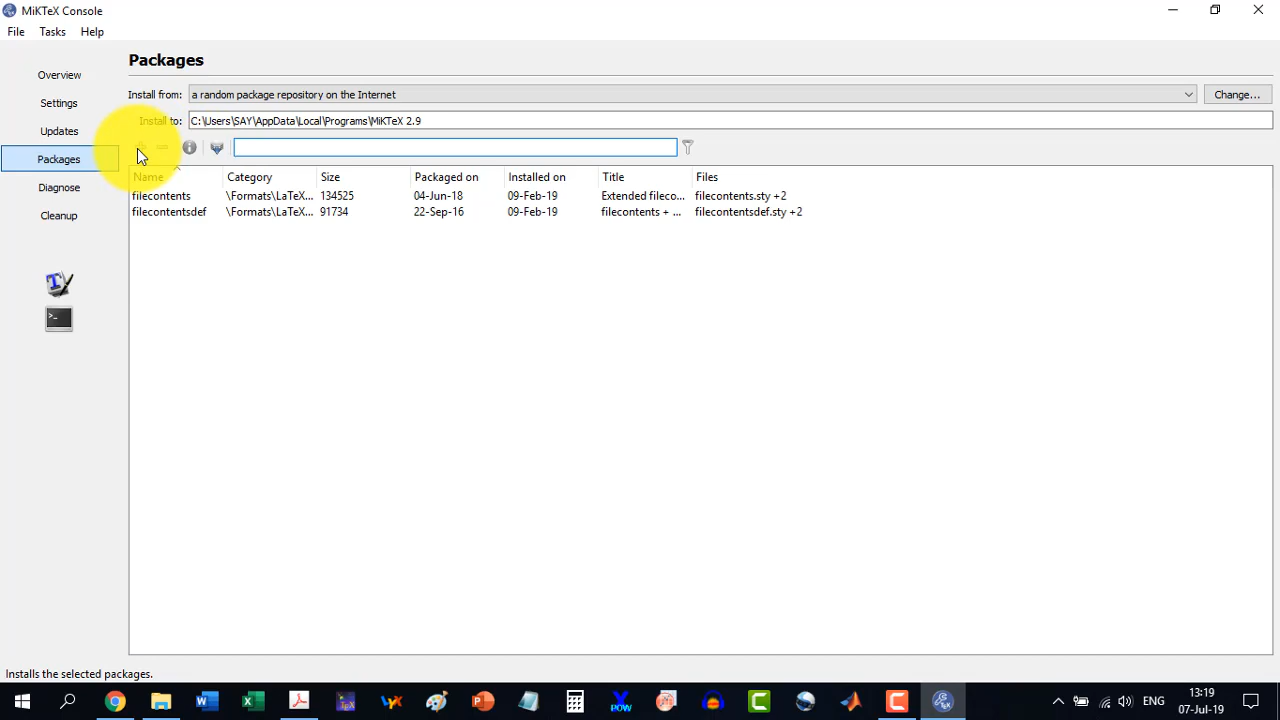 MiKTeX Console
File Tasks Help
Overview
Settings
Updates
Packages
Diagnose
Cleanup
Packages
Install from: a random package repository on the Internet Change...
Install to: C:\Users\SAY\AppData\Local\Programs\MiKTeX 2.9
Name Category Size Packaged on Installed on Title Files
filecontents \Formats\LaTeX... 134525 04-Jun-18 09-Feb-19 Extended fileco... filecontents.sty +2
filecontentsdef \Formats\LaTeX... 91734 22-Sep-16 09-Feb-19 filecontents + ... filecontentsdef.sty +2
Installs the selected packages.
ENG
13:19
07-Jul-19